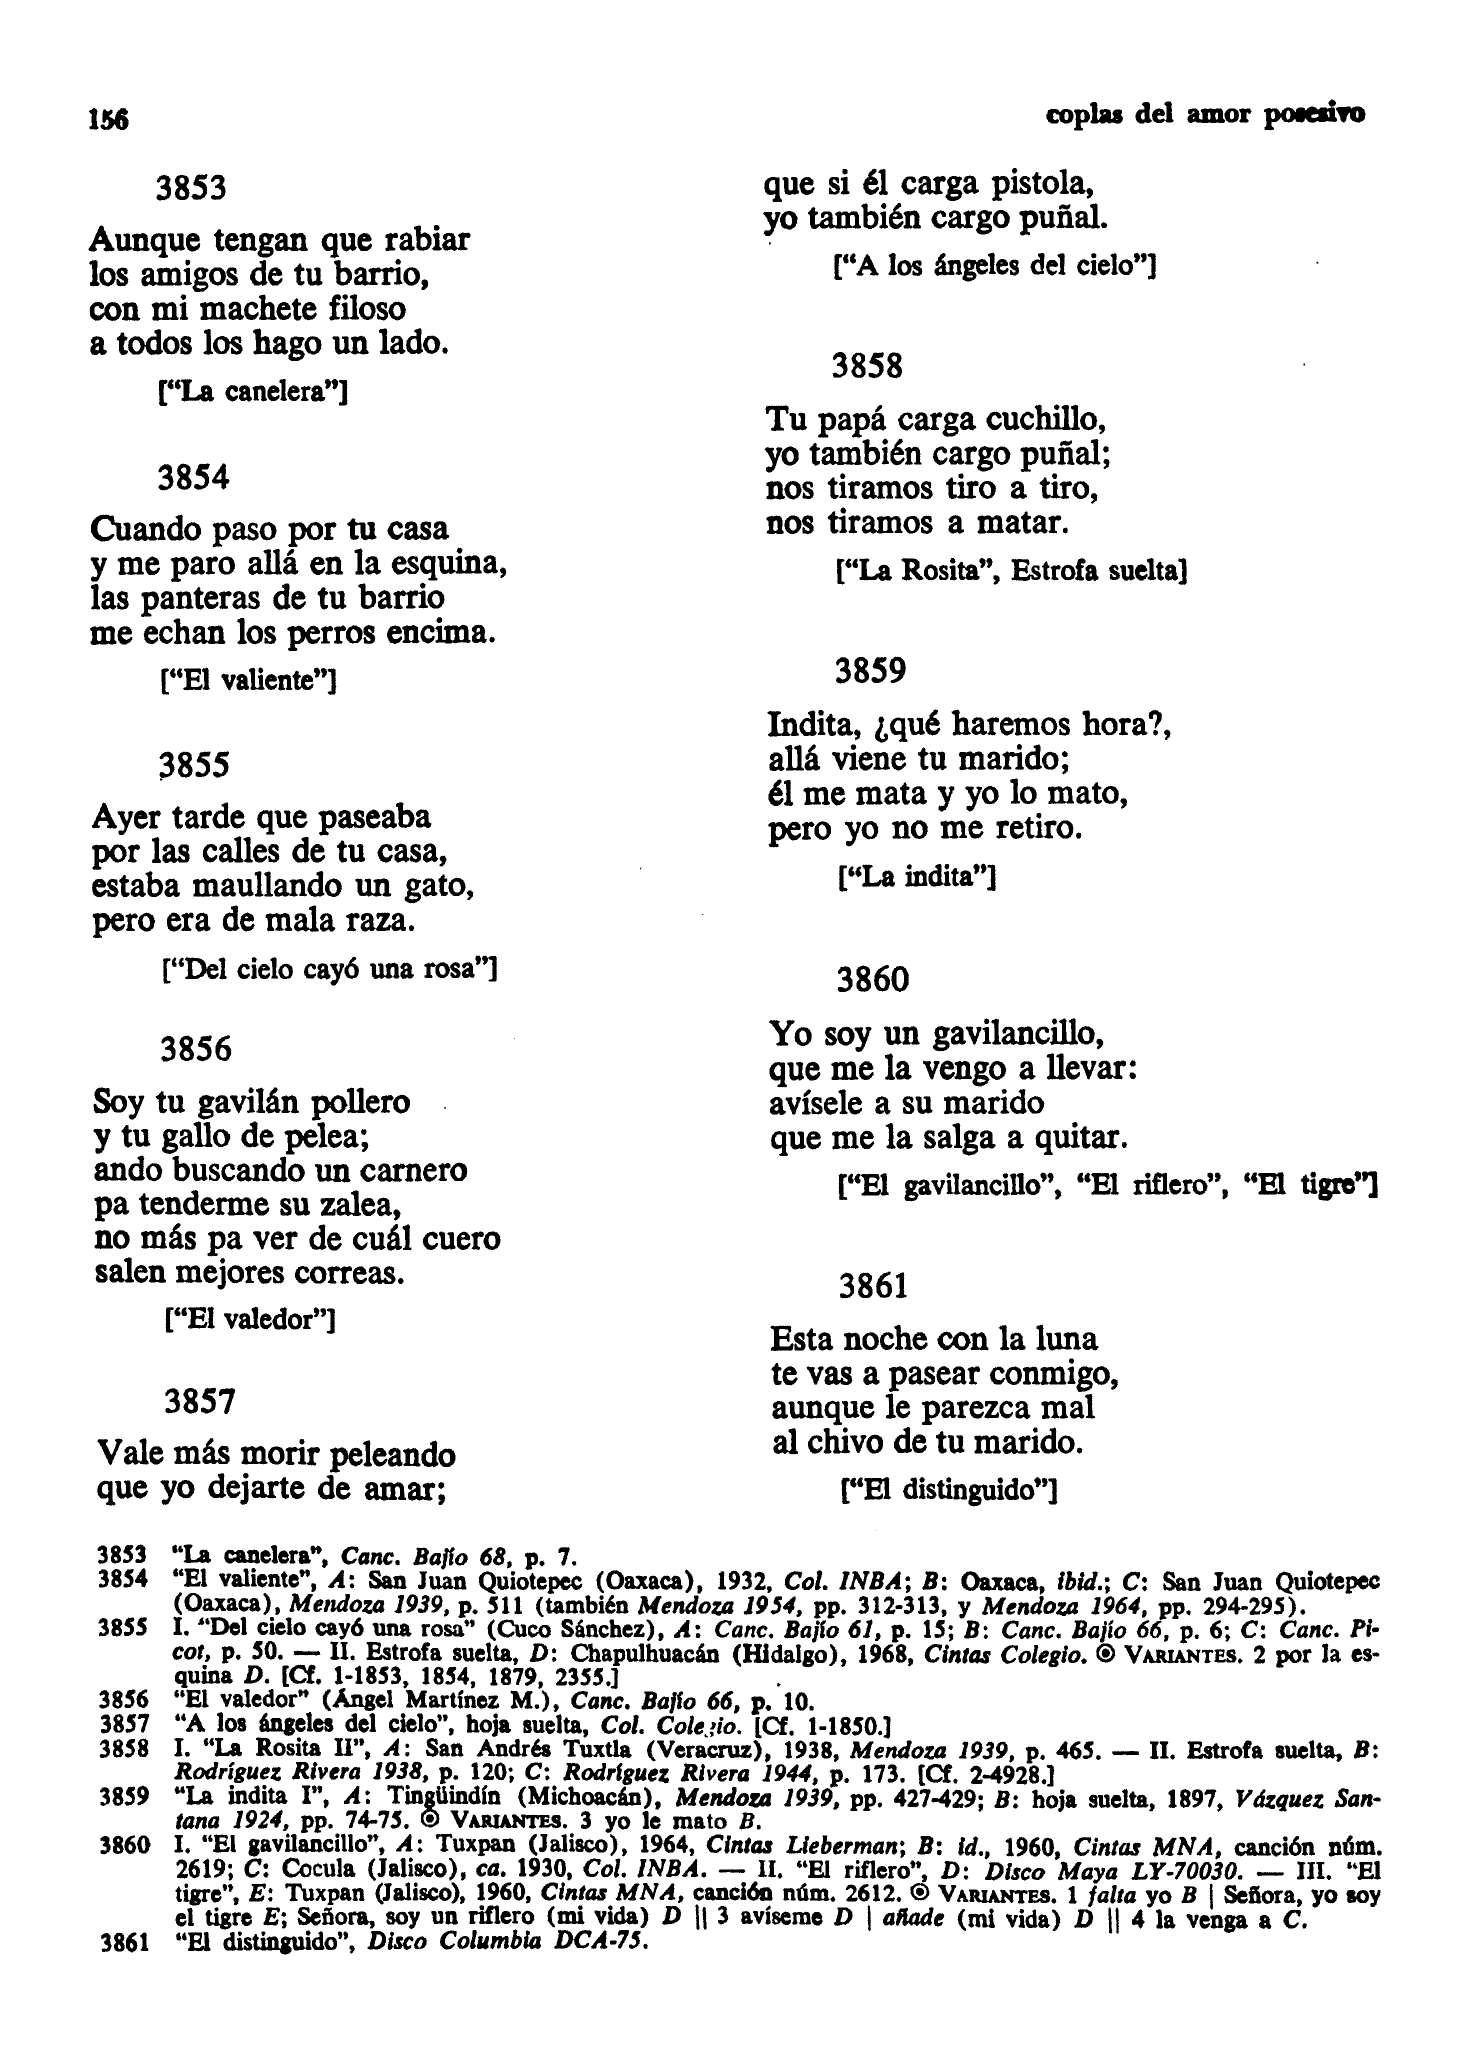 156
coplas del amor posesivo
3853
Aunque tengan que rabiar
los amigos de tu barrio,
con mi machete filoso
a todos los hago un lado.
[“La canelera”]
3854
Cuando paso por tu casa
y me paro allá en la esquina,
las panteras de tu barrio
me echan los perros encima.
[“El valiente”]
3855
Ayer tarde que paseaba
por las calles de tu casa,
estaba maullando un gato,
pero era de mala raza.
[“Del cielo cayó una rosa”]
3856
Soy tu gavilán pollero
y tu gallo de pelea;
ando buscando un carnero
pa tenderme su zalea,
no más pa ver de cuál cuero
salen mejores correas.
[“El valedor”]
3857
Vale más morir peleando
que yo dejarte de amar;
que si él carga pistola,
yo también cargo puñal.
[“A los ángeles del cielo”]
3858
Tu papá carga cuchillo,
yo también cargo puñal;
nos tiramos tiro a tiro,
nos tiramos a matar.
[“La Rosita”, Estrofa suelta]
3859
Indita, ¿qué haremos hora?,
allá viene tu marido;
él me mata y yo lo mato,
pero yo no me retiro.
[“La indita”]
3860
Yo soy un gavilancillo,
que me la vengo a llevar:
avísele a su marido
que me la salga a quitar.
[“El gavilancillo”, “El riflero”, “El tigre”]
3861
Esta noche con la luna
te vas a pasear conmigo,
aunque le parezca mal
al chivo de tu marido.
[“El distinguido”]
3853 “La canelera”, Canc. Bajío 68, p. 7.
3854 “El valiente”, A: San Juan Quiotepec (Oaxaca), 1932, Col. INBA; B: Oaxaca, ibid.; C: San Juan Quiotepec
(Oaxaca), Mendoza 1939, p. 511 (también Mendoza 1954, pp. 312-313, y Mendoza 1964, pp. 294-295).
3855 I. “Del cielo cayó una rosa” (Cuco Sánchez), A: Canc. Bajío 61, p. 15; B: Canc. Bajío 66, p. 6; C: Canc. Pi-
cot, p. 50. — II. Estrofa suelta, D: Chapulhuacán (Hidalgo), 1968, Cintas Colegio. ® VARIANTES. 2 por la es-
quina D. [Cf. 1-1853, 1854, 1879, 2355.]
3856 “El valedor” (Ángel Martínez M.), Canc. Bajío 66, p. 10.
3857 “A los ángeles del cielo”, hoja suelta, Col. Colegio. [Cf. 1-1850.]
3858 I. “La Rosita II”, A: San Andrés Tuxtla (Veracruz), 1938, Mendoza 1939, p. 465. — II. Estrofa suelta, B:
Rodríguez Rivera 1938, p. 120; C: Rodríguez Rivera 1944, p. 173. [Cf. 2-4928.]
3859 “La indita I”, A: Tingüindín (Michoacán), Mendoza 1939, pp. 427-429; B: hoja suelta, 1897, Vázquez San-
tana 1924, pp. 74-75. ® VARIANTES. 3 yo le mato B.
3860 I. “El gavilancillo”, A: Tuxpan (Jalisco), 1964, Cintas Lieberman; B: id., 1960, Cintas MNA, canción núm.
2619; C: Cocula (Jalisco), ca. 1930, Col. INBA. — II. “El riflero”, D: Disco Maya LY-70030. — III. “El
tigre”, E: Tuxpan (Jalisco), 1960, Cintas MNA, canción núm. 2612. ® VARIANTES. 1 falta yo B | Señora, yo soy
el tigre E; Señora, soy un riflero (mi vida) D || 3 avíseme D | añade (mi vida) D || 4 la venga a C.
3861 “El distinguido”, Disco Columbia DCA-75.